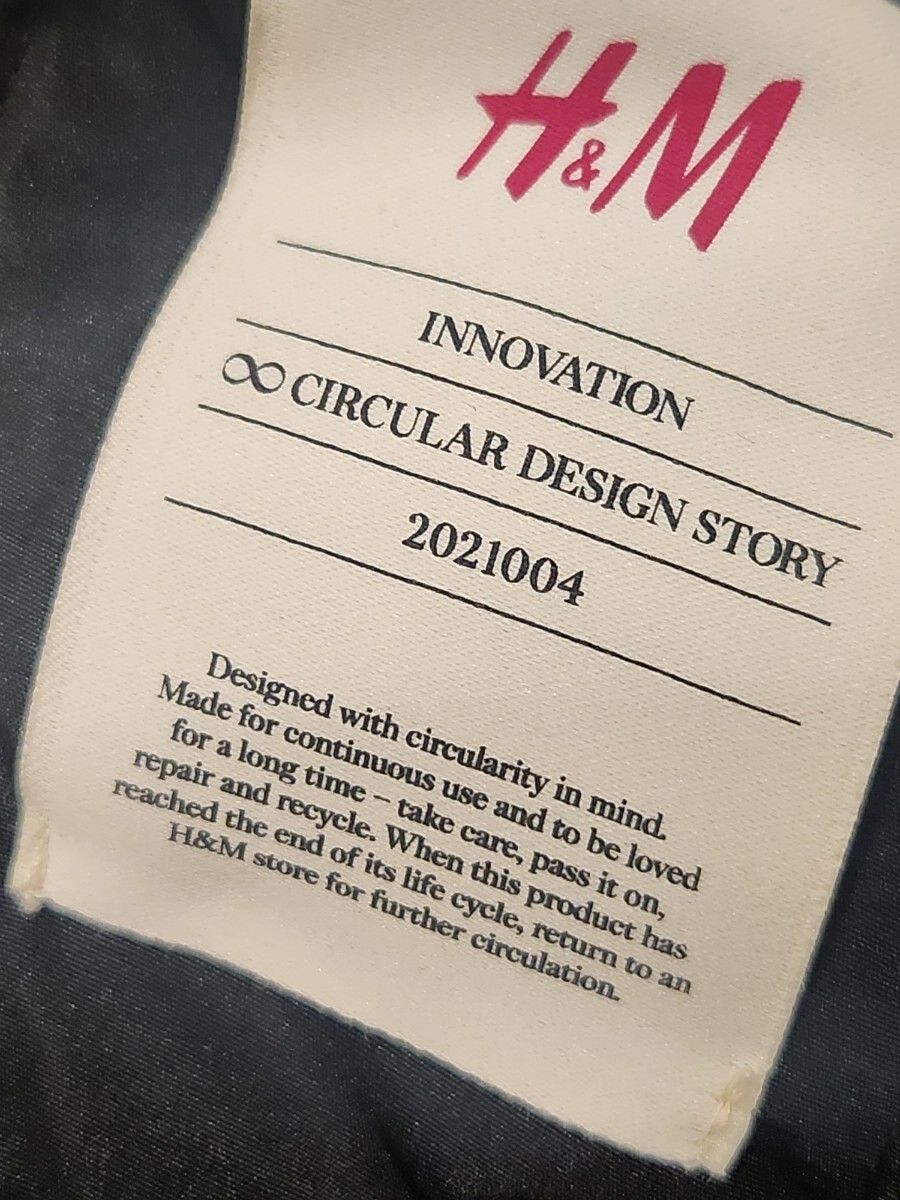 H&M
INNOVATION
∞ CIRCULAR DESIGN STORY
2021004
Designed with circularity in mind.
Made for continuous use and to be loved
for a long time – take care, pass it on,
repair and recycle. When this product has
reached the end of its life cycle, return to an
H&M store for further circulation.